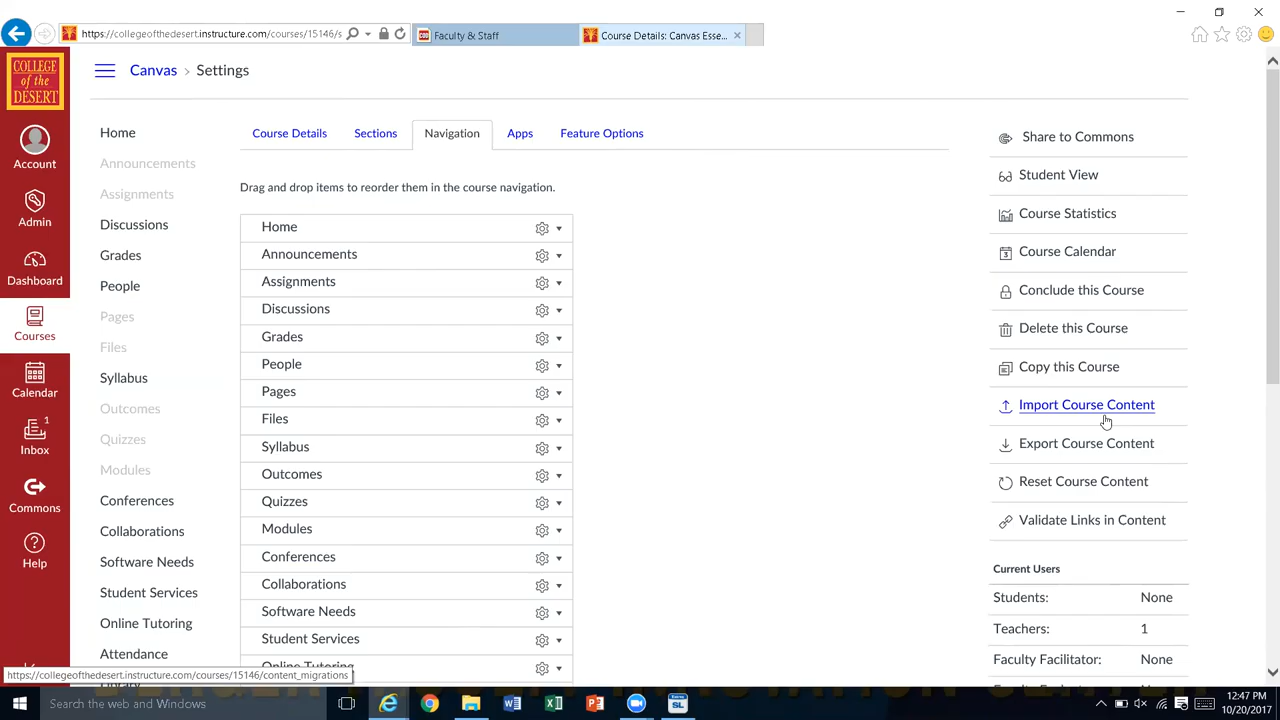 https://collegeofthedesert.instructure.com/courses/15146/s
COD
Faculty & Staff
Course Details: Canvas Esse...
COLLEGE
of the
DESERT
Canvas › Settings
Account
Admin
Dashboard
Courses
Calendar
1
Inbox
Commons
Help
Home
Announcements
Assignments
Discussions
Grades
People
Pages
Files
Syllabus
Outcomes
Quizzes
Modules
Conferences
Collaborations
Software Needs
Student Services
Online Tutoring
Attendance
Course Details
Sections
Navigation
Apps
Feature Options
Drag and drop items to reorder them in the course navigation.
Home
Announcements
Assignments
Discussions
Grades
People
Pages
Files
Syllabus
Outcomes
Quizzes
Modules
Conferences
Collaborations
Software Needs
Student Services
Online Tutoring
Share to Commons
Student View
Course Statistics
Course Calendar
Conclude this Course
Delete this Course
Copy this Course
Import Course Content
Export Course Content
Reset Course Content
Validate Links in Content
Current Users
Students: None
Teachers: 1
Faculty Facilitator: None
https://collegeofthedesert.instructure.com/courses/15146/content_migrations
Search the web and Windows
12:47 PM
10/20/2017